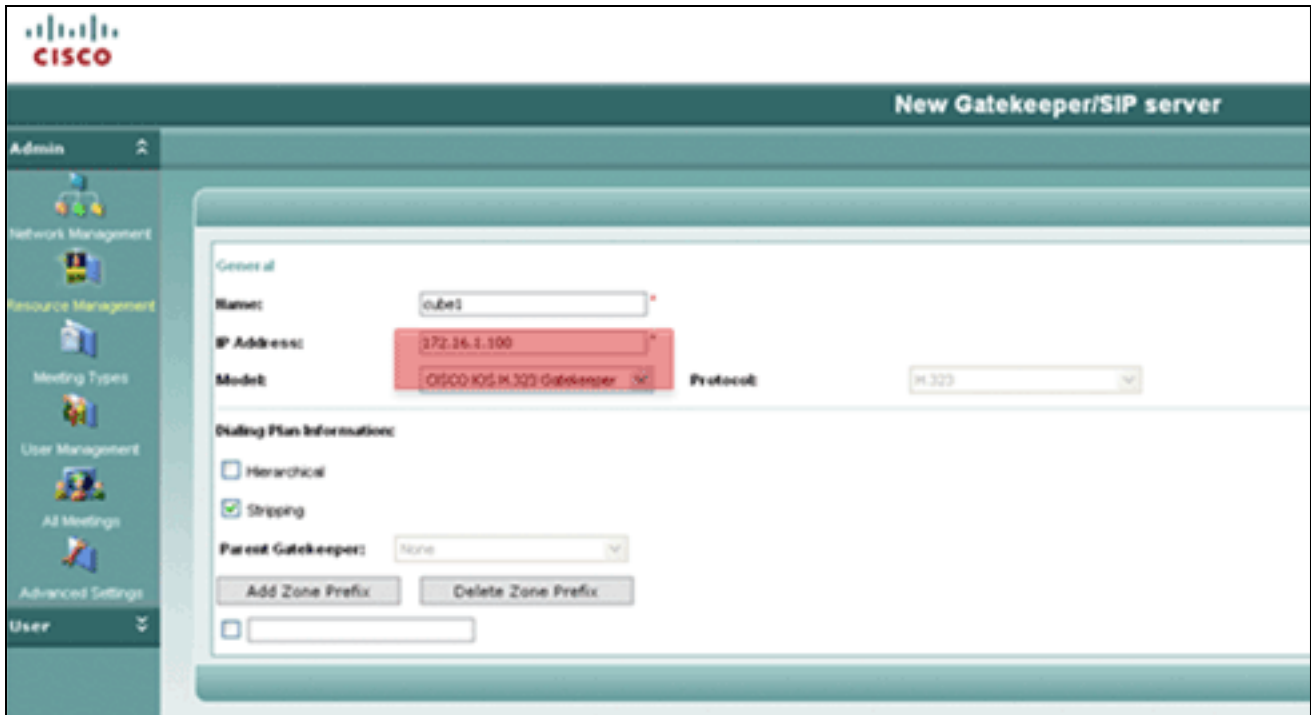 CISCO
New Gatekeeper/SIP server
Admin
Network Management
Resource Management
Meeting Types
User Management
All Meetings
Advanced Settings
User
General
Name: cube1 *
IP Address: 172.16.1.100 *
Model: CISCO IOS H.323 Gatekeeper Protocol: H.323
Dialing Plan Information:
Hierarchical
Stripping
Parent Gatekeeper: None
Add Zone Prefix Delete Zone Prefix